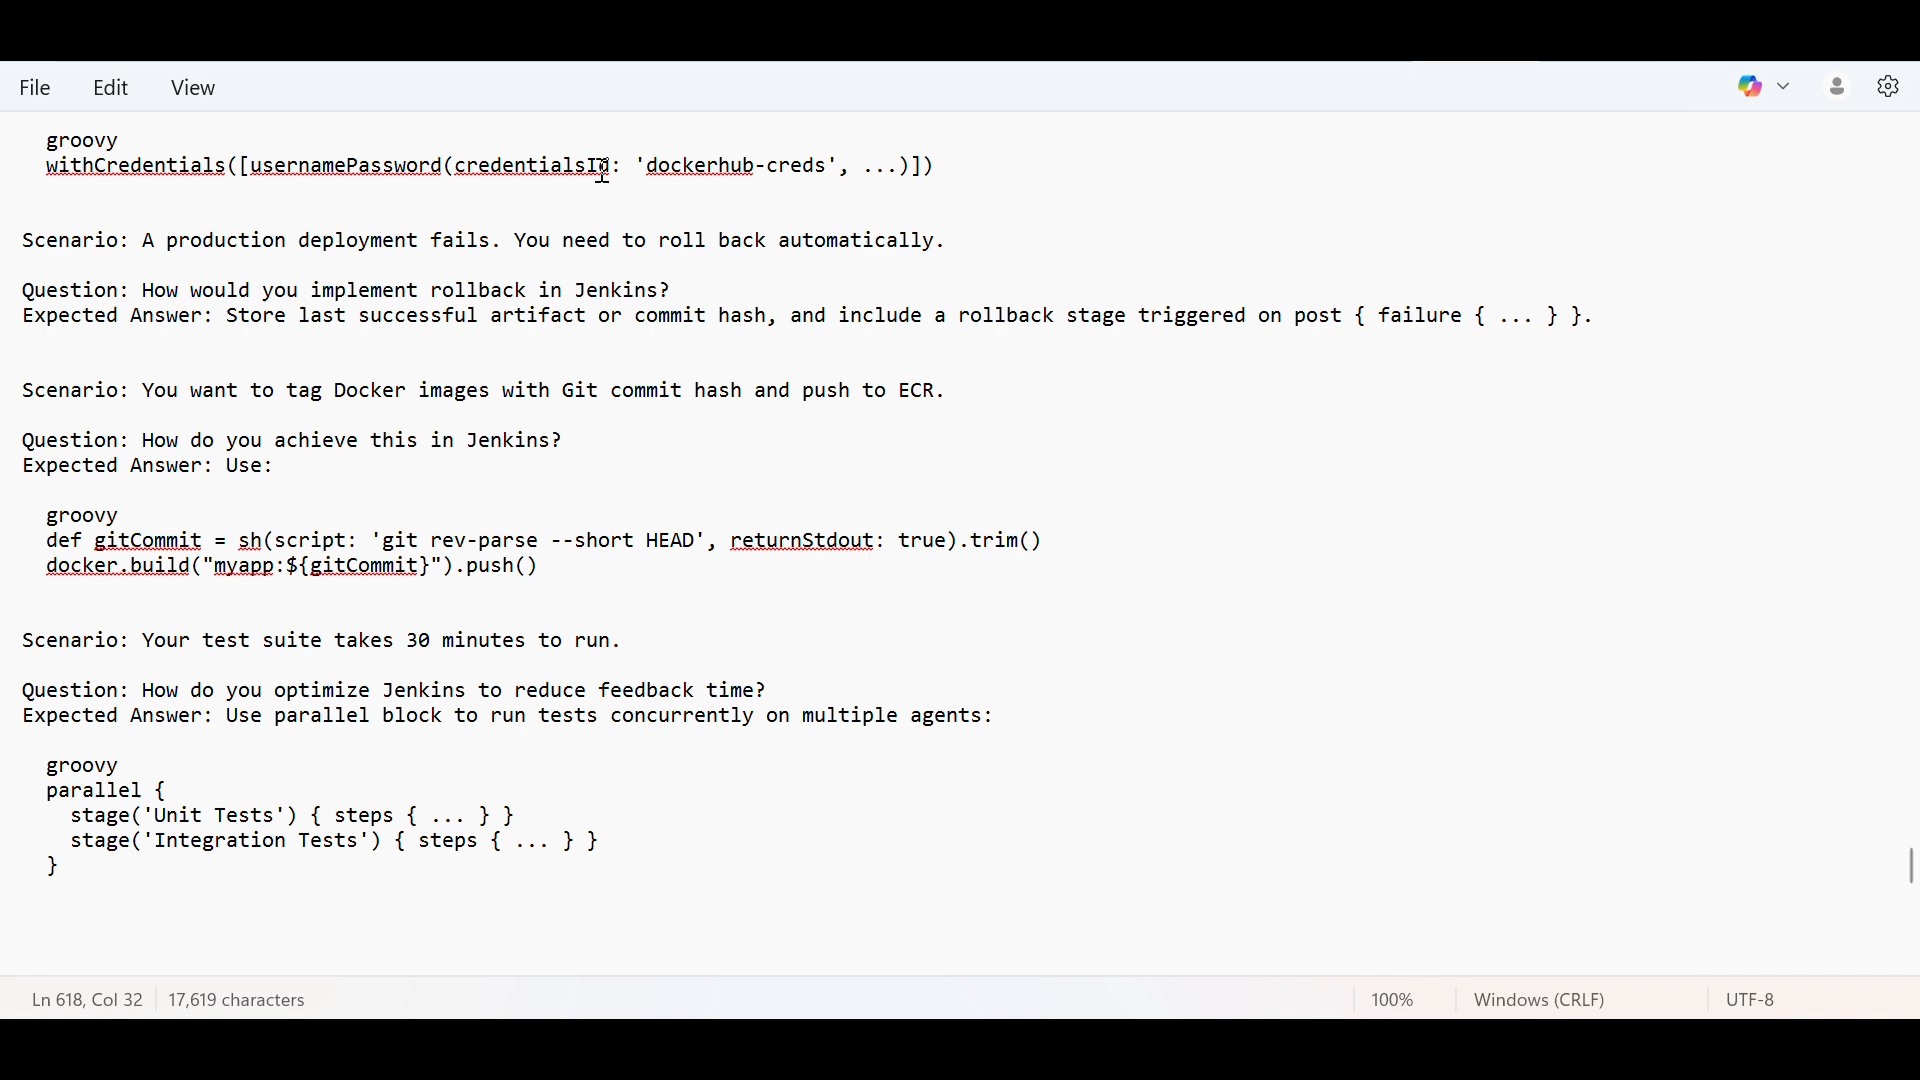 File Edit View
groovy
withCredentials([usernamePassword(credentialsId: 'dockerhub-creds', ...)])
Scenario: A production deployment fails. You need to roll back automatically.
Question: How would you implement rollback in Jenkins?
Expected Answer: Store last successful artifact or commit hash, and include a rollback stage triggered on post { failure { ... } }.
Scenario: You want to tag Docker images with Git commit hash and push to ECR.
Question: How do you achieve this in Jenkins?
Expected Answer: Use:
groovy
def gitCommit = sh(script: 'git rev-parse --short HEAD', returnStdout: true).trim()
docker.build("myapp:${gitCommit}").push()
Scenario: Your test suite takes 30 minutes to run.
Question: How do you optimize Jenkins to reduce feedback time?
Expected Answer: Use parallel block to run tests concurrently on multiple agents:
groovy
parallel {
stage('Unit Tests') { steps { ... } }
stage('Integration Tests') { steps { ... } }
}
Ln 618, Col 32 17,619 characters 100% Windows (CRLF) UTF-8